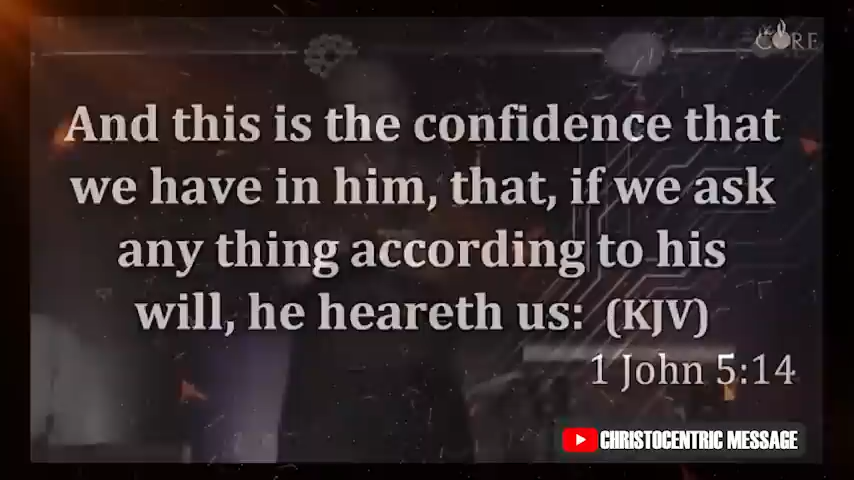 CORE
And this is the confidence that
we have in him, that, if we ask
any thing according to his
will, he heareth us: (KJV)
1 John 5:14
CHRISTOCENTRIC MESSAGE